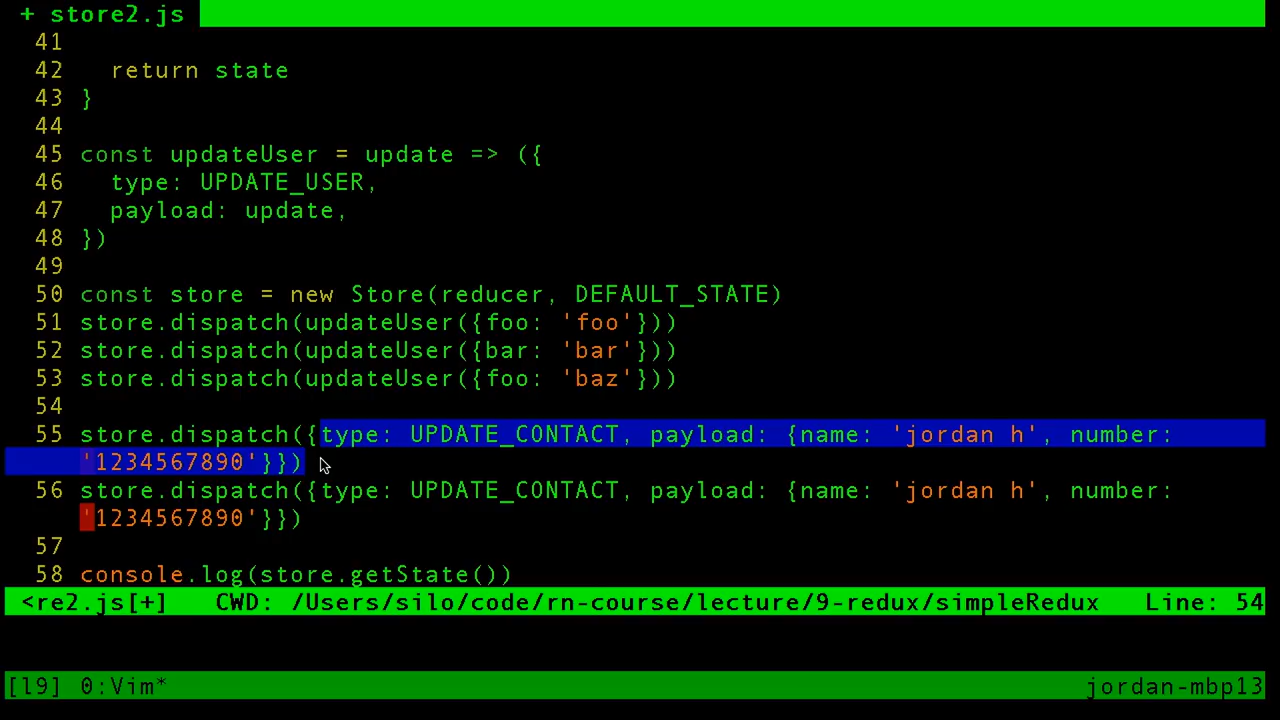 + store2.js
41
42   return state
43 }
44
45 const updateUser = update => ({
46   type: UPDATE_USER,
47   payload: update,
48 })
49
50 const store = new Store(reducer, DEFAULT_STATE)
51 store.dispatch(updateUser({foo: 'foo'}))
52 store.dispatch(updateUser({bar: 'bar'}))
53 store.dispatch(updateUser({foo: 'baz'}))
54
55 store.dispatch({type: UPDATE_CONTACT, payload: {name: 'jordan h', number:
'1234567890'}})
56 store.dispatch({type: UPDATE_CONTACT, payload: {name: 'jordan h', number:
'1234567890'}})
57
58 console.log(store.getState())
<re2.js[+]   CWD: /Users/silo/code/rn-course/lecture/9-redux/simpleRedux   Line: 54
[l9] 0:Vim* jordan-mbp13